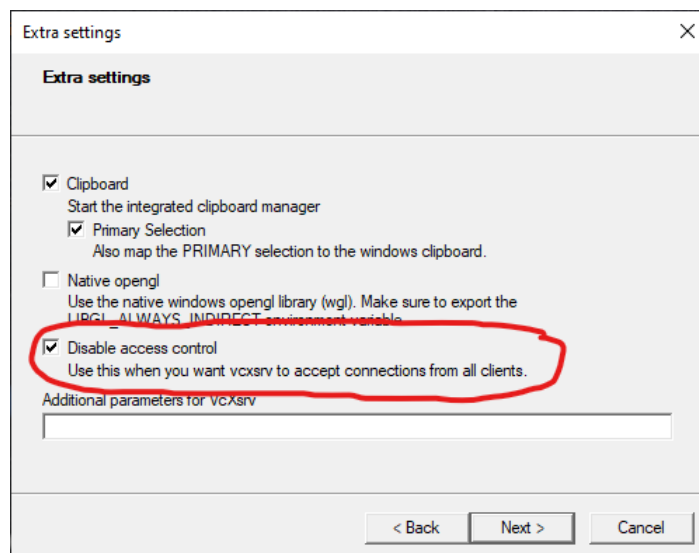 Extra settings
Extra settings
Clipboard
Start the integrated clipboard manager
Primary Selection
Also map the PRIMARY selection to the windows clipboard.
Native opengl
Use the native windows opengl library (wgl). Make sure to export the
LIBGL_ALWAYS_INDIRECT environment variable
Disable access control
Use this when you want vcxsrv to accept connections from all clients.
Additional parameters for VcXsrv
< Back Next > Cancel